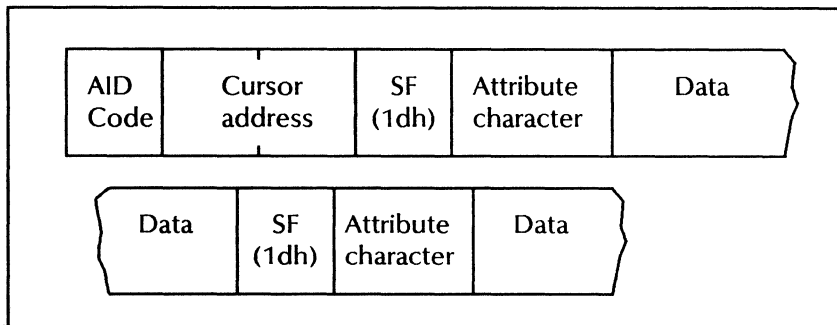 AID Cursor SF Attribute Data
Code address (1dh) character
Data SF Attribute Data
(1dh) character